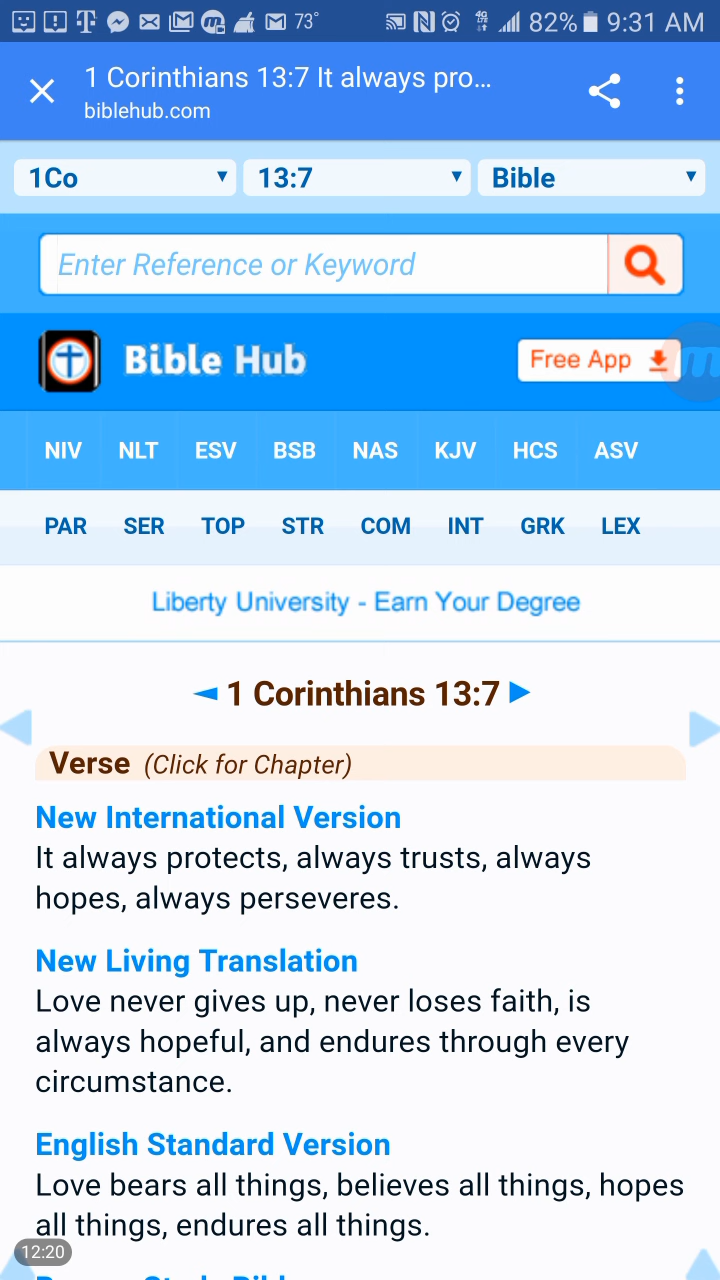 73°
4G
82%
9:31 AM
1 Corinthians 13:7 It always pro...
biblehub.com
1Co
13:7
Bible
Enter Reference or Keyword
Bible Hub
Free App
m
NIV NLT ESV BSB NAS KJV HCS ASV
PAR SER TOP STR COM INT GRK LEX
Liberty University - Earn Your Degree
1 Corinthians 13:7
Verse (Click for Chapter)
New International Version
It always protects, always trusts, always
hopes, always perseveres.
New Living Translation
Love never gives up, never loses faith, is
always hopeful, and endures through every
circumstance.
English Standard Version
Love bears all things, believes all things, hopes
all things, endures all things.
12:20